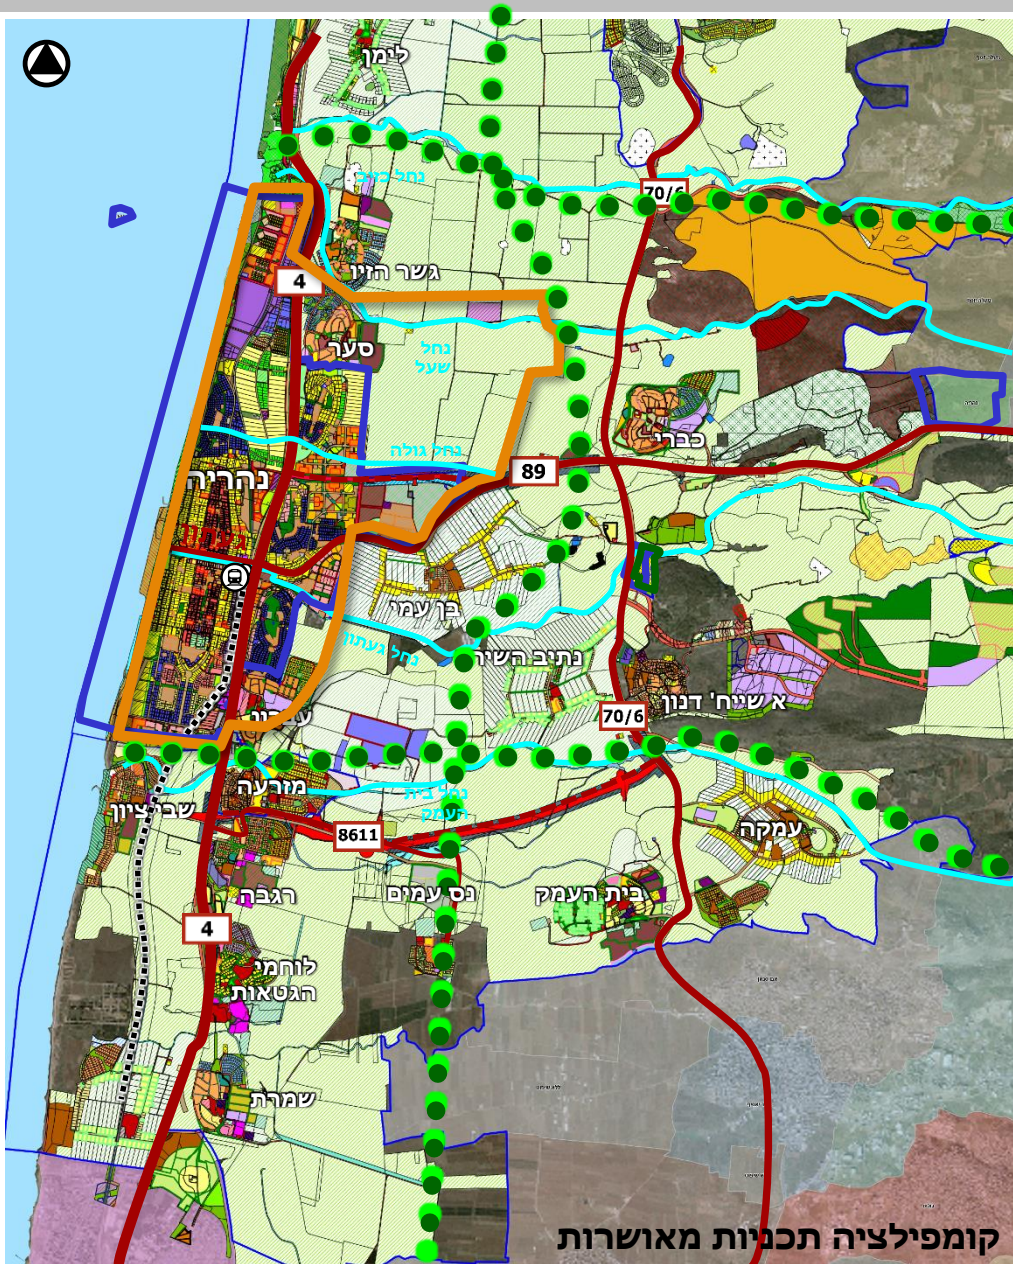 לימן
נחל כזיב
70/6
גשר הזיו
4
סער
נחל
שעל
כברי
נחל גולה
89
נהריה
געתון
בן עמי
נחל געתון
נתיב השיירה
א שייח' דנון
70/6
עברון
מזרעה
נחל בית
העמק
שבי ציון
8611
עמקה
רגבה
נס עמים
בית העמק
4
לוחמי
הגטאות
שמרת
קומפילציה תכניות מאושרות